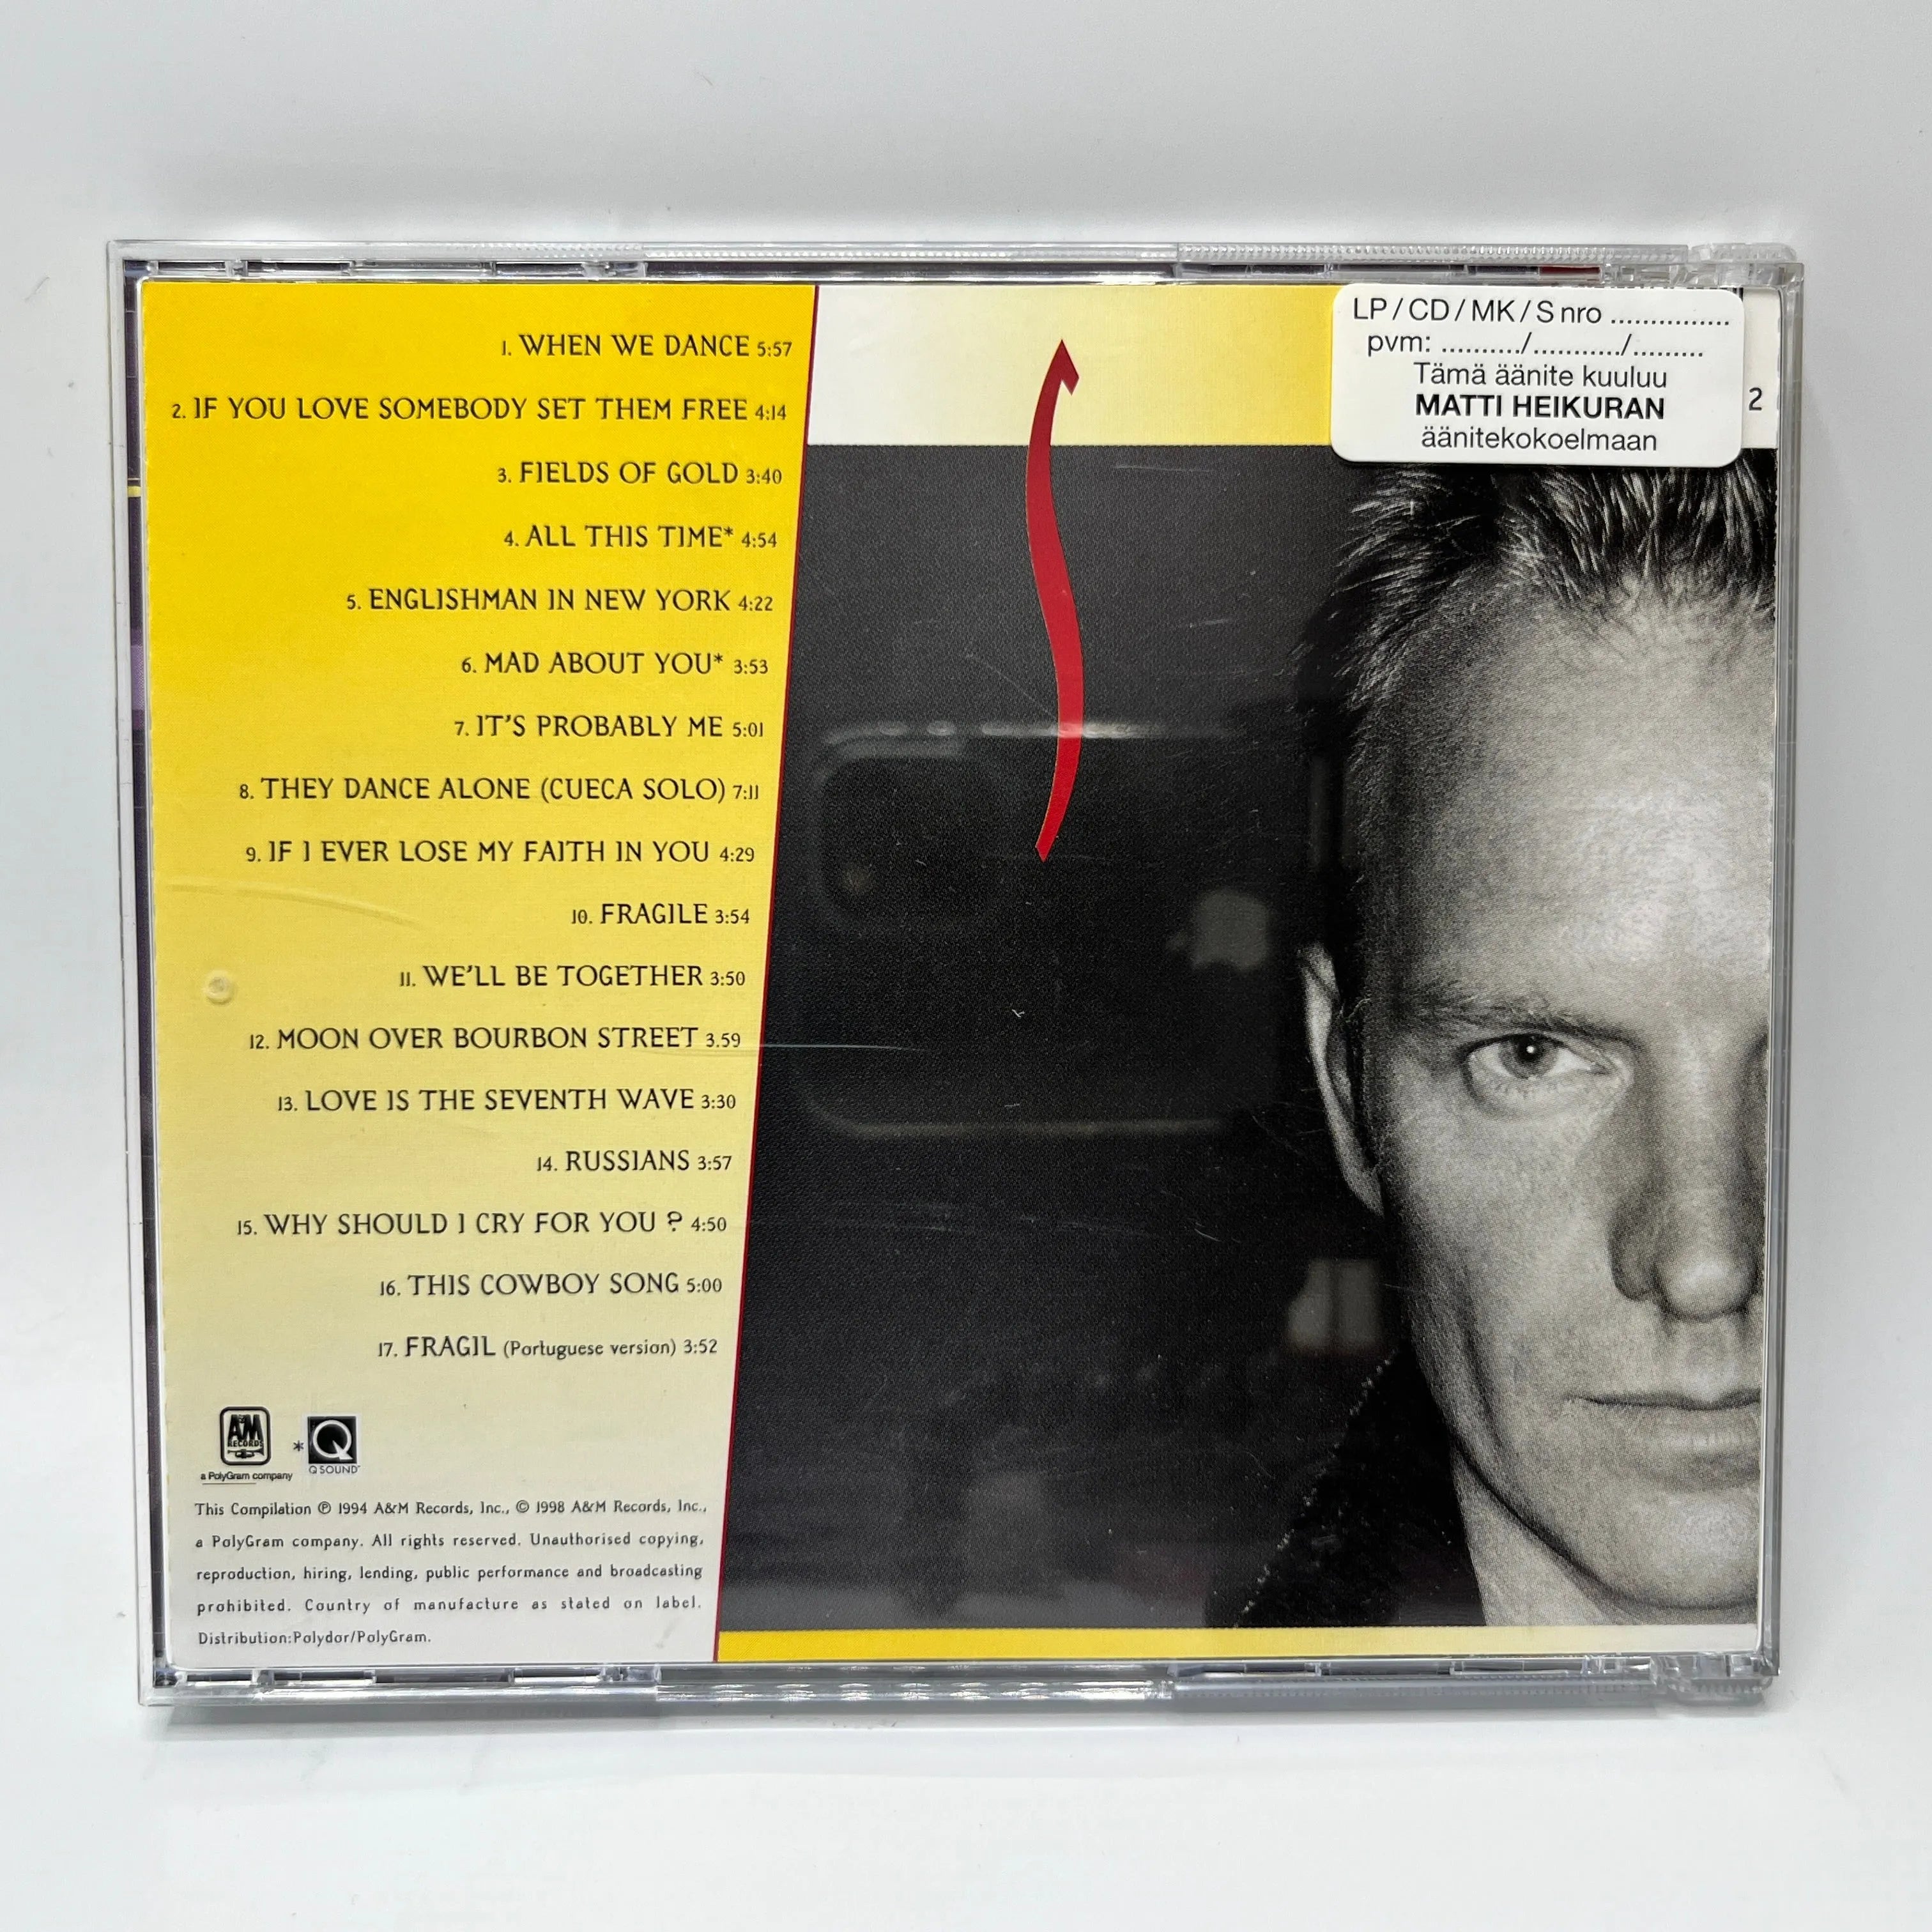 1. WHEN WE DANCE 5:57
2. IF YOU LOVE SOMEBODY SET THEM FREE 4:14
3. FIELDS OF GOLD 3:40
4. ALL THIS TIME* 4:54
5. ENGLISHMAN IN NEW YORK 4:22
6. MAD ABOUT YOU* 3:53
7. IT'S PROBABLY ME 5:01
8. THEY DANCE ALONE (CUECA SOLO) 7:11
9. IF I EVER LOSE MY FAITH IN YOU 4:29
10. FRAGILE 3:54
11. WE'LL BE TOGETHER 3:50
12. MOON OVER BOURBON STREET 3.59
13. LOVE IS THE SEVENTH WAVE 3:30
14. RUSSIANS 3:57
15. WHY SHOULD I CRY FOR YOU ? 4:50
16. THIS COWBOY SONG 5:00
17. FRAGIL (Portuguese version) 3:52
A&M
RECORDS
a PolyGram company
* Q
QSOUND
This Compilation ℗ 1994 A&M Records, Inc., © 1998 A&M Records, Inc.,
a PolyGram company. All rights reserved. Unauthorised copying,
reproduction, hiring, lending, public performance and broadcasting
prohibited. Country of manufacture as stated on label.
Distribution:Polydor/PolyGram.
LP/CD/MK/S nro ...............
pvm: ........../.........../.........
Tämä äänite kuuluu
MATTI HEIKURAN
äänitekokoelmaan
2